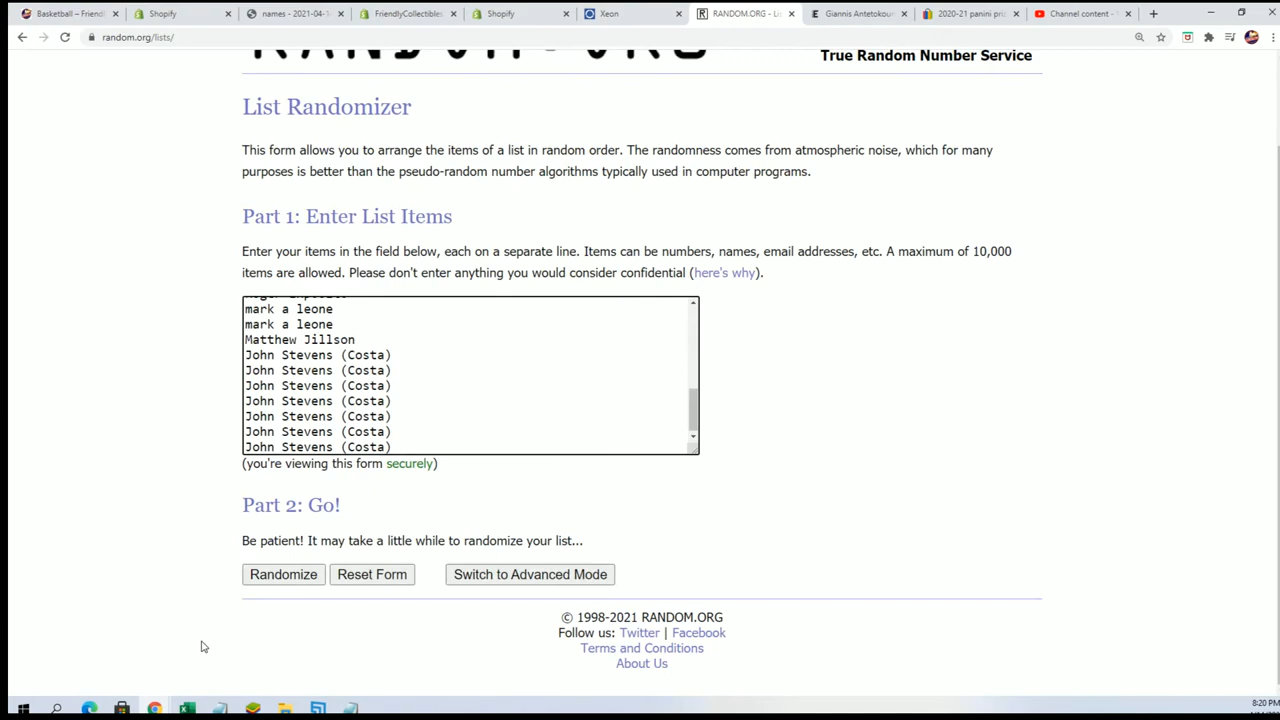 Basketball – Friendl
Shopify
names - 2021-04-1
FriendlyCollectibles
Shopify
Xeon
RANDOM.ORG - Li
Giannis Antetokoun
2020-21 panini pri
Channel content -
random.org/lists/
RANDOM.ORG
True Random Number Service
List Randomizer
This form allows you to arrange the items of a list in random order. The randomness comes from atmospheric noise, which for many
purposes is better than the pseudo-random number algorithms typically used in computer programs.
Part 1: Enter List Items
Enter your items in the field below, each on a separate line. Items can be numbers, names, email addresses, etc. A maximum of 10,000
items are allowed. Please don't enter anything you would consider confidential (here's why).
mark a leone
mark a leone
Matthew Jillson
John Stevens (Costa)
John Stevens (Costa)
John Stevens (Costa)
John Stevens (Costa)
John Stevens (Costa)
John Stevens (Costa)
John Stevens (Costa)
(you're viewing this form securely)
Part 2: Go!
Be patient! It may take a little while to randomize your list...
Randomize
Reset Form
Switch to Advanced Mode
© 1998-2021 RANDOM.ORG
Follow us: Twitter | Facebook
Terms and Conditions
About Us
8:20 PM